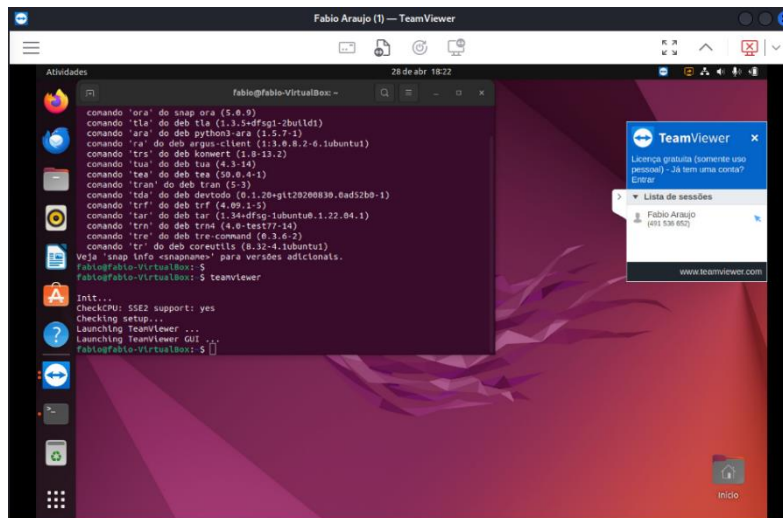 Fabio Araujo (1) — TeamViewer
Atividades
28 de abr 18:22
fabio@fabio-VirtualBox: ~
comando 'ora' do snap ora (5.0.9)
comando 'tla' do deb tla (1.3.5+dfsg1-2build1)
comando 'ara' do deb python3-ara (1.5.7-1)
comando 'ra' do deb argus-client (1:3.0.8.2-6.1ubuntu1)
comando 'trs' do deb konwert (1.8-13.2)
comando 'tua' do deb tua (4.3-14)
comando 'tea' do deb tea (50.0.4-1)
comando 'tran' do deb tran (5-3)
comando 'tda' do deb devtodo (0.1.20+git20200830.0ad52b0-1)
comando 'trf' do deb trf (4.09.1-5)
comando 'tar' do deb tar (1.34+dfsg-1ubuntu0.1.22.04.1)
comando 'trn' do deb trn4 (4.0-test77-14)
comando 'tre' do deb tre-command (0.3.6-2)
comando 'tr' do deb coreutils (8.32-4.1ubuntu1)
Veja 'snap info <snapname>' para versões adicionais.
fabio@fabio-VirtualBox:~$
fabio@fabio-VirtualBox:~$ teamviewer
Init...
CheckCPU: SSE2 support: yes
Checking setup...
Launching TeamViewer ...
Launching TeamViewer GUI ...
fabio@fabio-VirtualBox:~$
TeamViewer
Licença gratuita (somente uso
pessoal) - Já tem uma conta?
Entrar
Lista de sessões
Fabio Araujo
(491 536 652)
www.teamviewer.com
Início